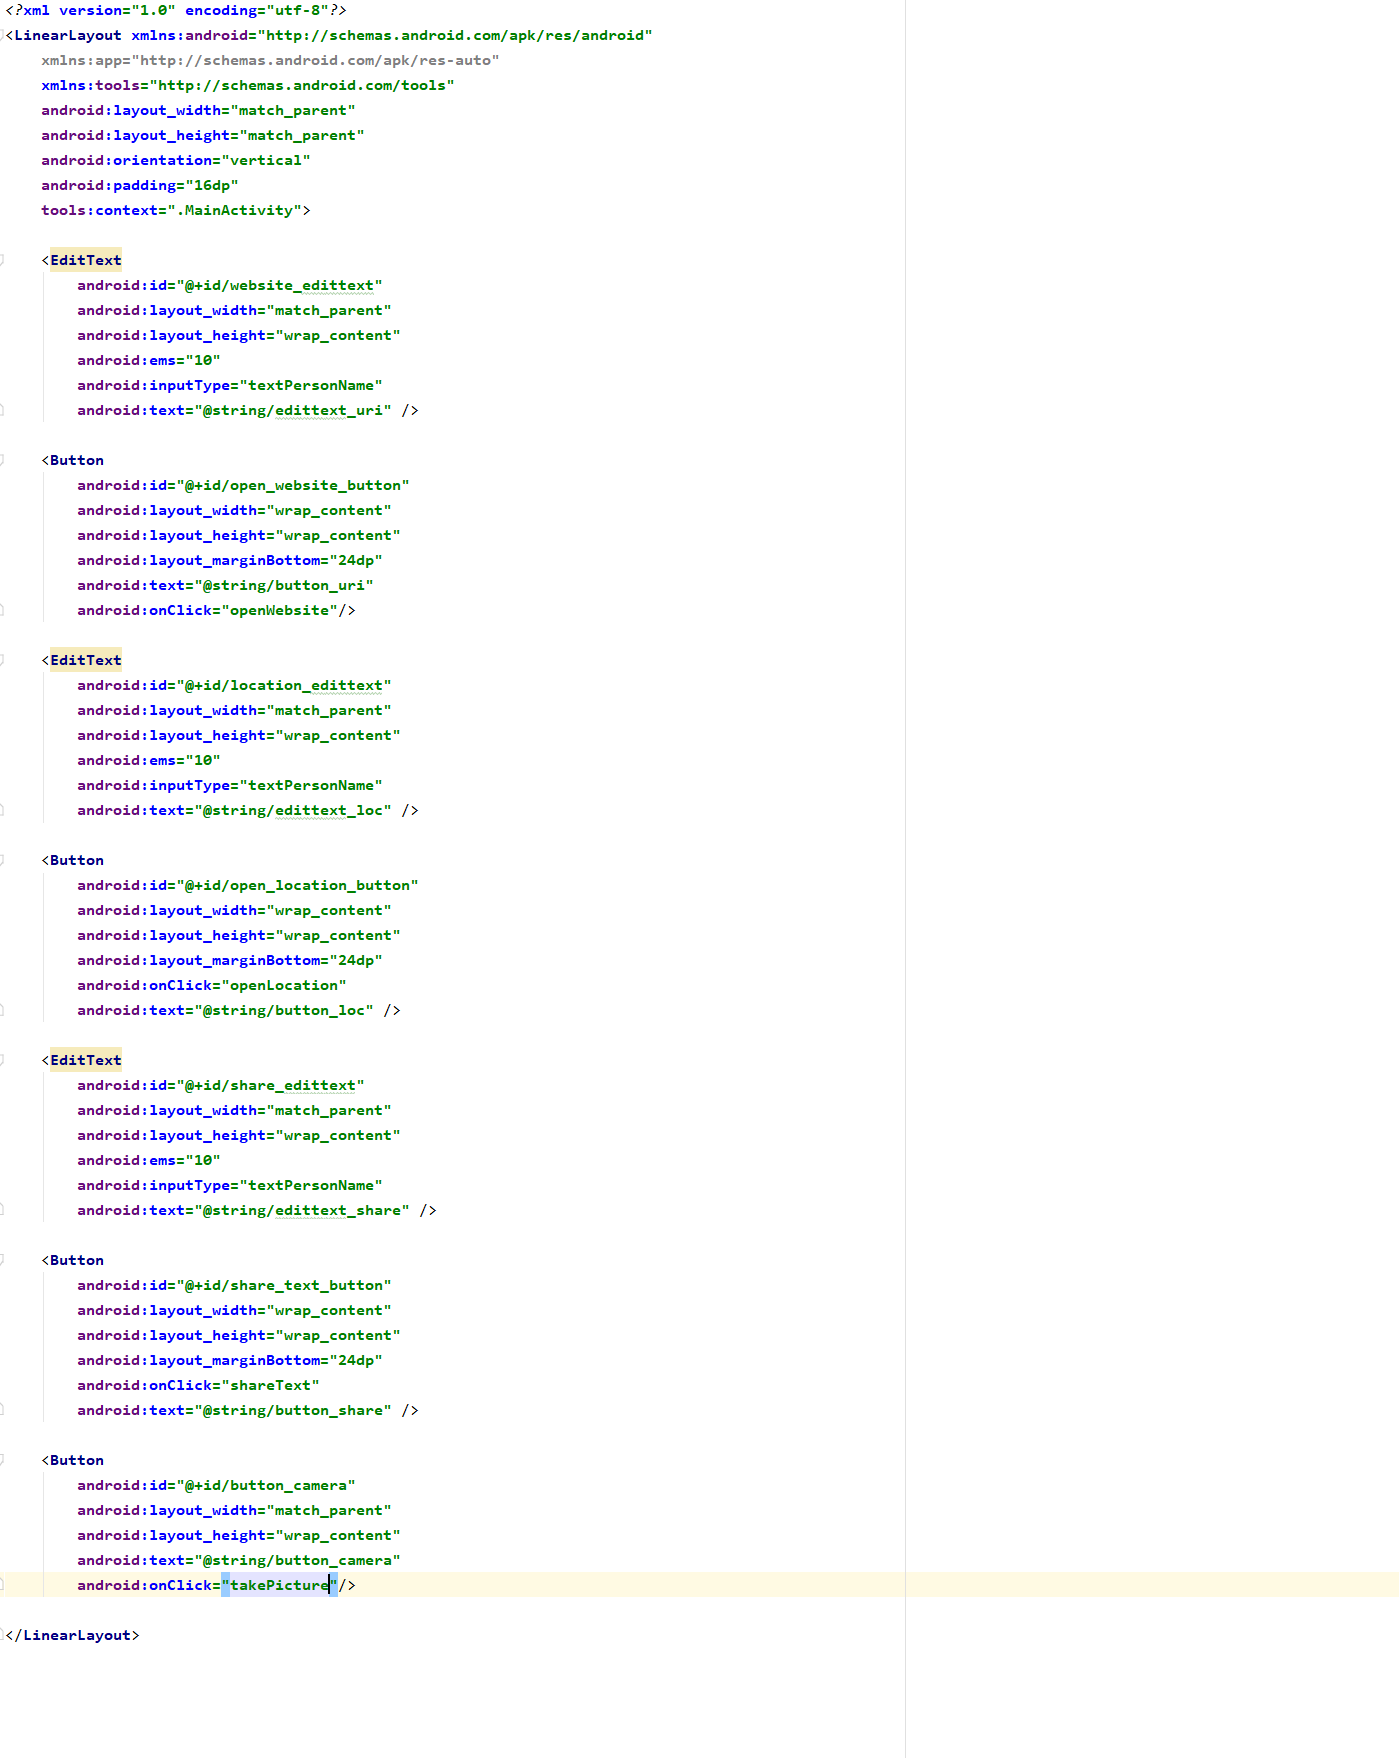 <?xml version="1.0" encoding="utf-8"?>
<LinearLayout xmlns:android="http://schemas.android.com/apk/res/android"
    xmlns:app="http://schemas.android.com/apk/res-auto"
    xmlns:tools="http://schemas.android.com/tools"
    android:layout_width="match_parent"
    android:layout_height="match_parent"
    android:orientation="vertical"
    android:padding="16dp"
    tools:context=".MainActivity">

    <EditText
        android:id="@+id/website_edittext"
        android:layout_width="match_parent"
        android:layout_height="wrap_content"
        android:ems="10"
        android:inputType="textPersonName"
        android:text="@string/edittext_uri" />

    <Button
        android:id="@+id/open_website_button"
        android:layout_width="wrap_content"
        android:layout_height="wrap_content"
        android:layout_marginBottom="24dp"
        android:text="@string/button_uri"
        android:onClick="openWebsite"/>

    <EditText
        android:id="@+id/location_edittext"
        android:layout_width="match_parent"
        android:layout_height="wrap_content"
        android:ems="10"
        android:inputType="textPersonName"
        android:text="@string/edittext_loc" />

    <Button
        android:id="@+id/open_location_button"
        android:layout_width="wrap_content"
        android:layout_height="wrap_content"
        android:layout_marginBottom="24dp"
        android:onClick="openLocation"
        android:text="@string/button_loc" />

    <EditText
        android:id="@+id/share_edittext"
        android:layout_width="match_parent"
        android:layout_height="wrap_content"
        android:ems="10"
        android:inputType="textPersonName"
        android:text="@string/edittext_share" />

    <Button
        android:id="@+id/share_text_button"
        android:layout_width="wrap_content"
        android:layout_height="wrap_content"
        android:layout_marginBottom="24dp"
        android:onClick="shareText"
        android:text="@string/button_share" />

    <Button
        android:id="@+id/button_camera"
        android:layout_width="match_parent"
        android:layout_height="wrap_content"
        android:text="@string/button_camera"
        android:onClick="takePicture"/>

</LinearLayout>